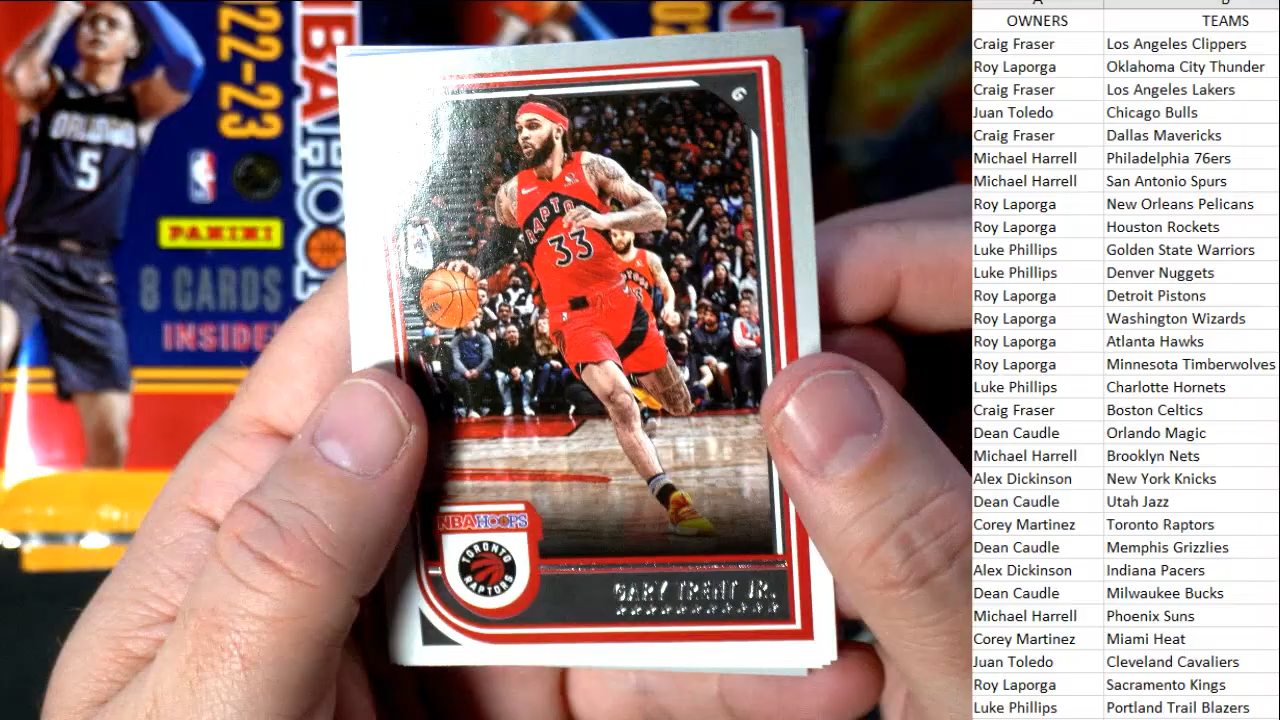 22-23
NBA HOOPS
ORLANDO
5
PANINI
8 CARDS
INSIDE
RAPTO
33
NBA HOOPS
TORONTO
RAPTORS
GARY TRENT JR.
OWNERS TEAMS
Craig Fraser Los Angeles Clippers
Roy Laporga Oklahoma City Thunder
Craig Fraser Los Angeles Lakers
Juan Toledo Chicago Bulls
Craig Fraser Dallas Mavericks
Michael Harrell Philadelphia 76ers
Michael Harrell San Antonio Spurs
Roy Laporga New Orleans Pelicans
Roy Laporga Houston Rockets
Luke Phillips Golden State Warriors
Luke Phillips Denver Nuggets
Roy Laporga Detroit Pistons
Roy Laporga Washington Wizards
Roy Laporga Atlanta Hawks
Roy Laporga Minnesota Timberwolves
Luke Phillips Charlotte Hornets
Craig Fraser Boston Celtics
Dean Caudle Orlando Magic
Michael Harrell Brooklyn Nets
Alex Dickinson New York Knicks
Dean Caudle Utah Jazz
Corey Martinez Toronto Raptors
Dean Caudle Memphis Grizzlies
Alex Dickinson Indiana Pacers
Dean Caudle Milwaukee Bucks
Michael Harrell Phoenix Suns
Corey Martinez Miami Heat
Juan Toledo Cleveland Cavaliers
Roy Laporga Sacramento Kings
Luke Phillips Portland Trail Blazers